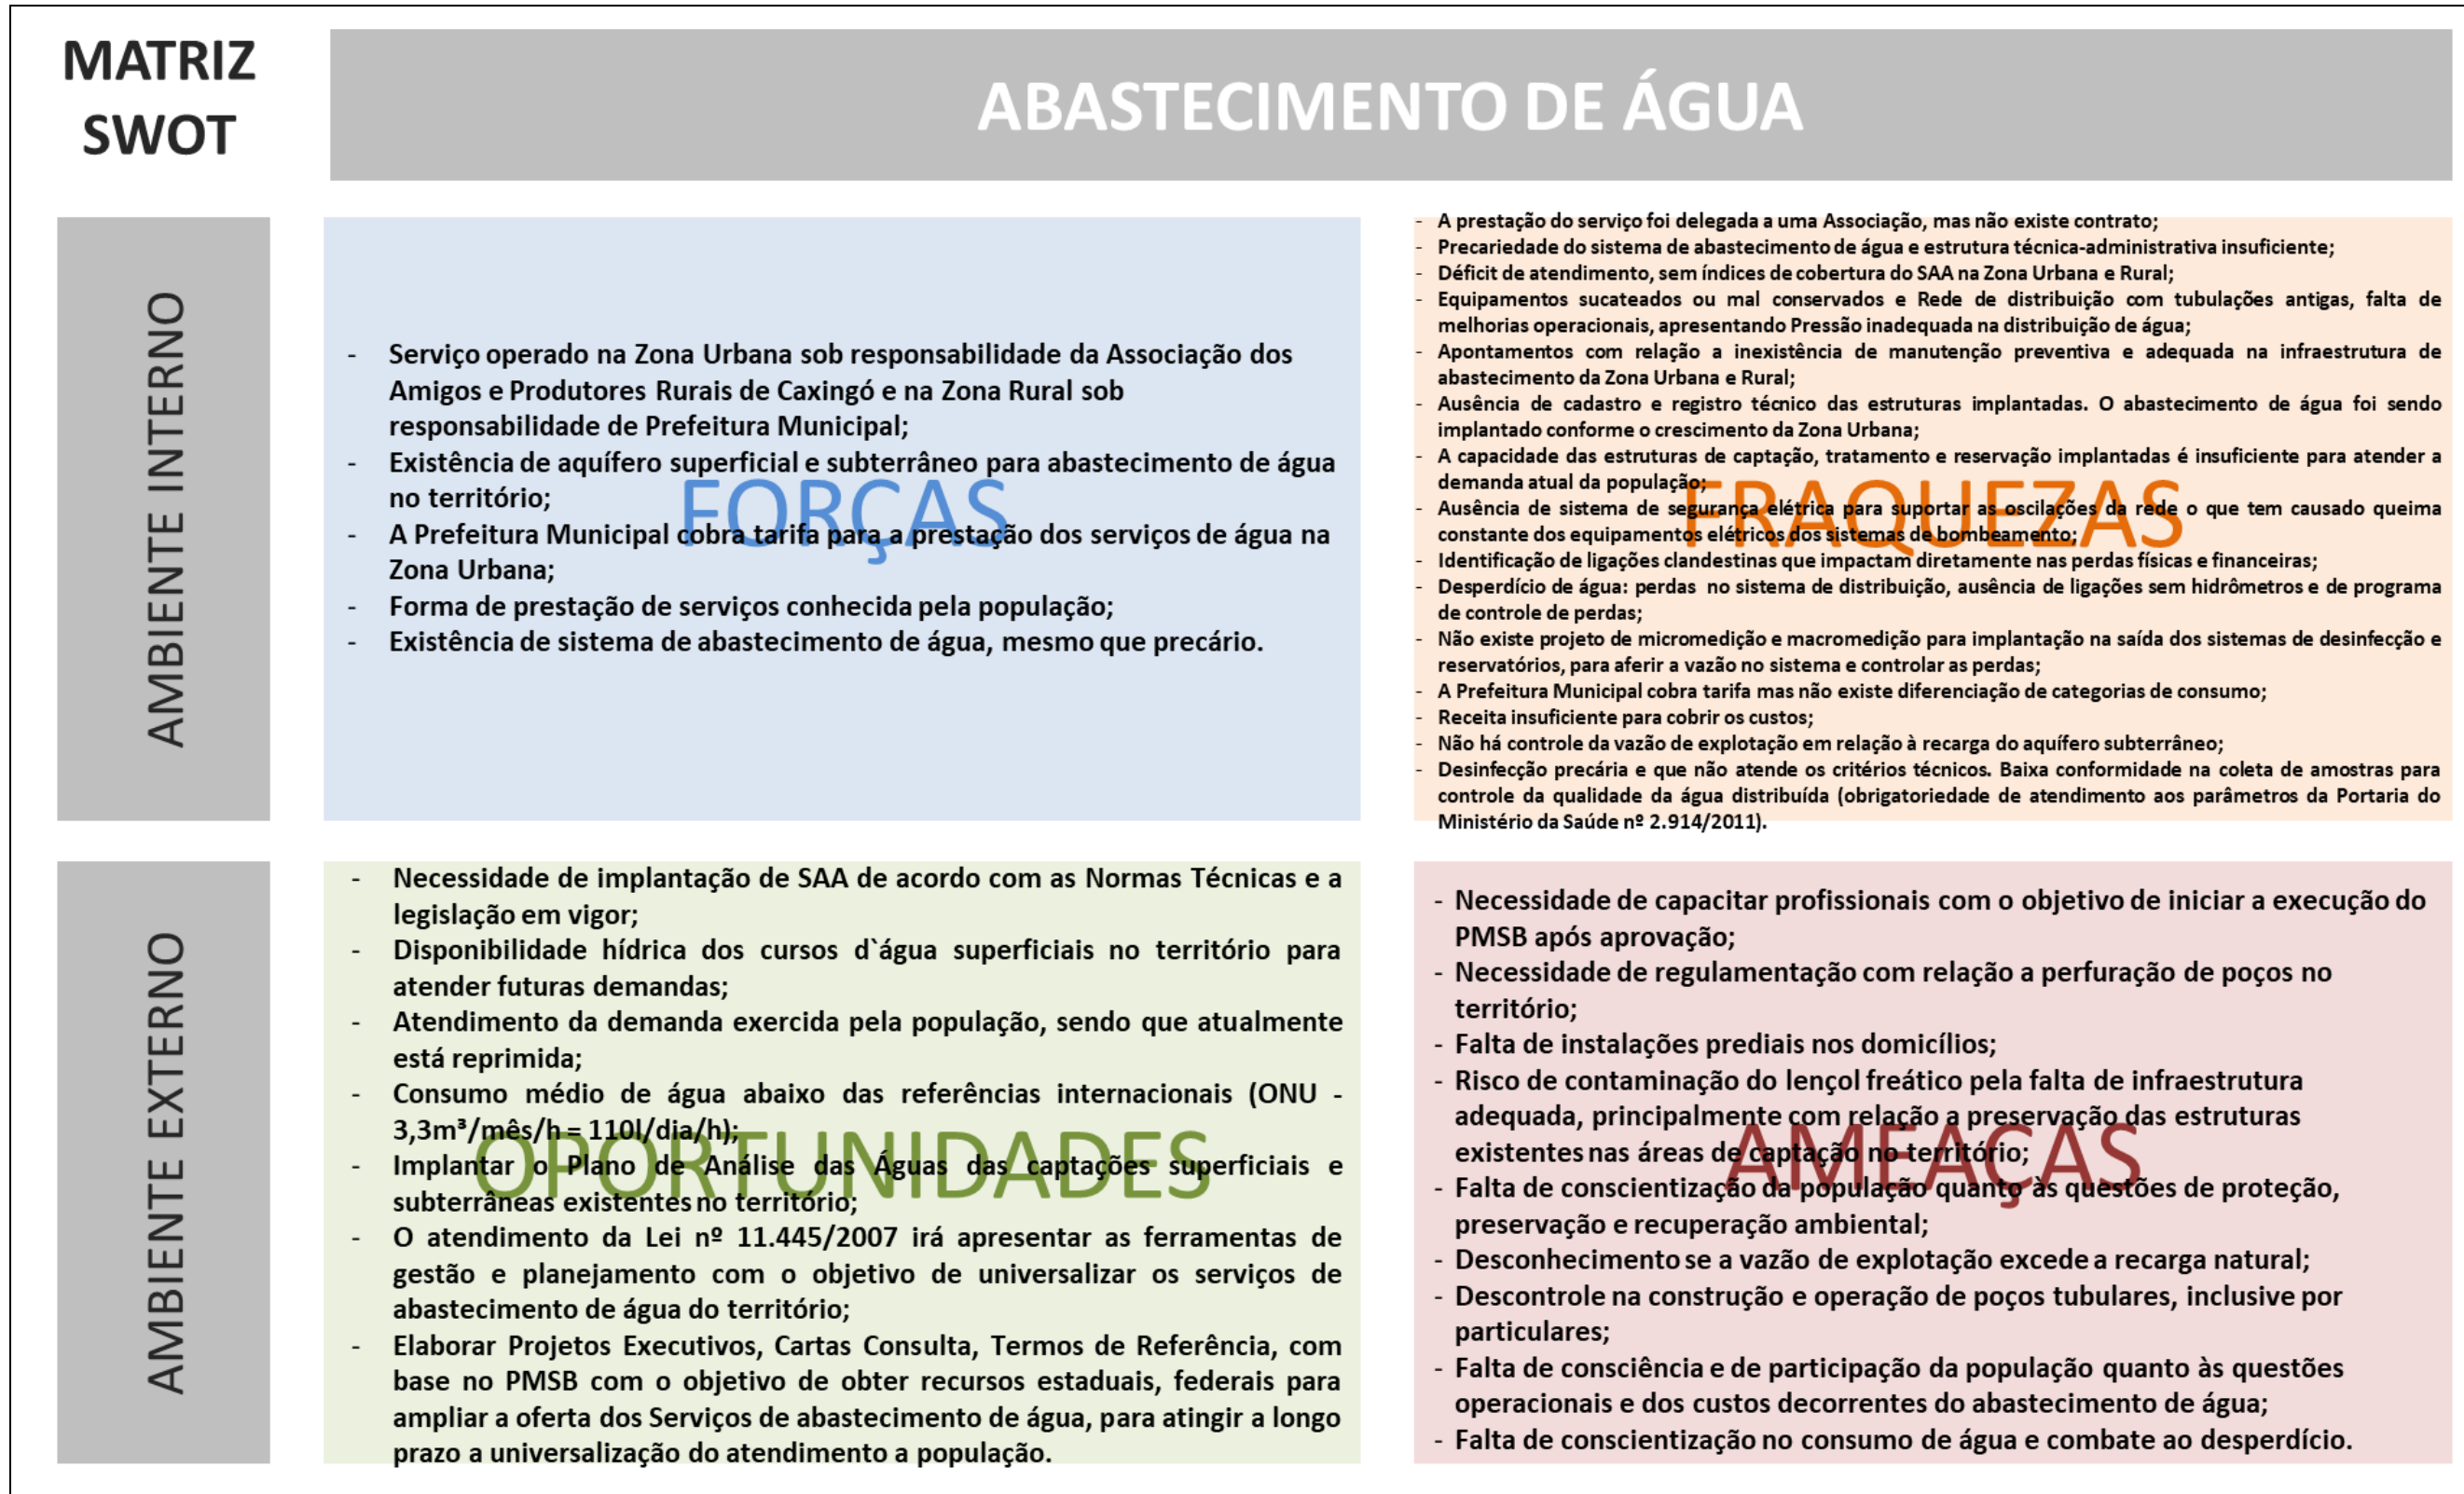 MATRIZ
SWOT
ABASTECIMENTO DE ÁGUA
AMBIENTE INTERNO
- Serviço operado na Zona Urbana sob responsabilidade da Associação dos
Amigos e Produtores Rurais de Caxingó e na Zona Rural sob
responsabilidade de Prefeitura Municipal;
- Existência de aquífero superficial e subterrâneo para abastecimento de água
no território;
- A Prefeitura Municipal cobra tarifa para a prestação dos serviços de água na
Zona Urbana;
- Forma de prestação de serviços conhecida pela população;
- Existência de sistema de abastecimento de água, mesmo que precário.
FORÇAS
- A prestação do serviço foi delegada a uma Associação, mas não existe contrato;
- Precariedade do sistema de abastecimento de água e estrutura técnica-administrativa insuficiente;
- Déficit de atendimento, sem índices de cobertura do SAA na Zona Urbana e Rural;
- Equipamentos sucateados ou mal conservados e Rede de distribuição com tubulações antigas, falta de
melhorias operacionais, apresentando Pressão inadequada na distribuição de água;
- Apontamentos com relação a inexistência de manutenção preventiva e adequada na infraestrutura de
abastecimento da Zona Urbana e Rural;
- Ausência de cadastro e registro técnico das estruturas implantadas. O abastecimento de água foi sendo
implantado conforme o crescimento da Zona Urbana;
- A capacidade das estruturas de captação, tratamento e reservação implantadas é insuficiente para atender a
demanda atual da população;
- Ausência de sistema de segurança elétrica para suportar as oscilações da rede o que tem causado queima
constante dos equipamentos elétricos dos sistemas de bombeamento;
- Identificação de ligações clandestinas que impactam diretamente nas perdas físicas e financeiras;
- Desperdício de água: perdas no sistema de distribuição, ausência de ligações sem hidrômetros e de programa
de controle de perdas;
- Não existe projeto de micromedição e macromedição para implantação na saída dos sistemas de desinfecção e
reservatórios, para aferir a vazão no sistema e controlar as perdas;
- A Prefeitura Municipal cobra tarifa mas não existe diferenciação de categorias de consumo;
- Receita insuficiente para cobrir os custos;
- Não há controle da vazão de explotação em relação à recarga do aquífero subterrâneo;
- Desinfecção precária e que não atende os critérios técnicos. Baixa conformidade na coleta de amostras para
controle da qualidade da água distribuída (obrigatoriedade de atendimento aos parâmetros da Portaria do
Ministério da Saúde nº 2.914/2011).
FRAQUEZAS
AMBIENTE EXTERNO
- Necessidade de implantação de SAA de acordo com as Normas Técnicas e a
legislação em vigor;
- Disponibilidade hídrica dos cursos d`água superficiais no território para
atender futuras demandas;
- Atendimento da demanda exercida pela população, sendo que atualmente
está reprimida;
- Consumo médio de água abaixo das referências internacionais (ONU -
3,3m³/mês/h = 110l/dia/h);
- Implantar o Plano de Análise das Águas das captações superficiais e
subterrâneas existentes no território;
- O atendimento da Lei nº 11.445/2007 irá apresentar as ferramentas de
gestão e planejamento com o objetivo de universalizar os serviços de
abastecimento de água do território;
- Elaborar Projetos Executivos, Cartas Consulta, Termos de Referência, com
base no PMSB com o objetivo de obter recursos estaduais, federais para
ampliar a oferta dos Serviços de abastecimento de água, para atingir a longo
prazo a universalização do atendimento a população.
OPORTUNIDADES
- Necessidade de capacitar profissionais com o objetivo de iniciar a execução do
PMSB após aprovação;
- Necessidade de regulamentação com relação a perfuração de poços no
território;
- Falta de instalações prediais nos domicílios;
- Risco de contaminação do lençol freático pela falta de infraestrutura
adequada, principalmente com relação a preservação das estruturas
existentes nas áreas de captação no território;
- Falta de conscientização da população quanto às questões de proteção,
preservação e recuperação ambiental;
- Desconhecimento se a vazão de explotação excede a recarga natural;
- Descontrole na construção e operação de poços tubulares, inclusive por
particulares;
- Falta de consciência e de participação da população quanto às questões
operacionais e dos custos decorrentes do abastecimento de água;
- Falta de conscientização no consumo de água e combate ao desperdício.
AMEAÇAS